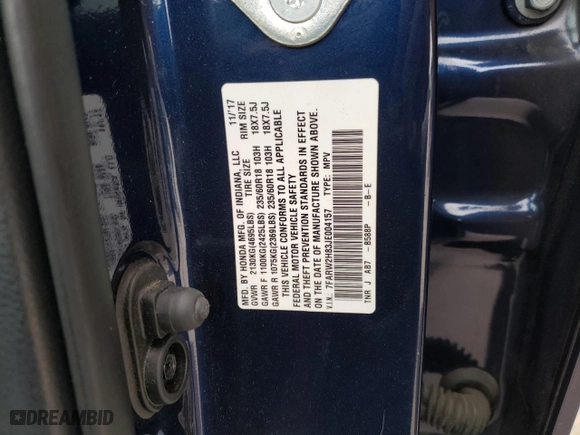 MFD. BY HONDA MFG. OF INDIANA, LLC 11/'17
TIRE SIZE RIM SIZE
GVWR 2130KG(4695LBS)
GAWR F 1100KG(2425LBS) 235/60R18 103H 18X7.5J
GAWR R 1075KG(2369LBS) 235/60R18 103H 18X7.5J
THIS VEHICLE CONFORMS TO ALL APPLICABLE
FEDERAL MOTOR VEHICLE SAFETY
AND THEFT PREVENTION STANDARDS IN EFFECT
ON THE DATE OF MANUFACTURE SHOWN ABOVE.
V.I.N.: 7FARW2H83JE004157 TYPE: MPV
TNR J A87 -B588P -B-E
DREAMBID